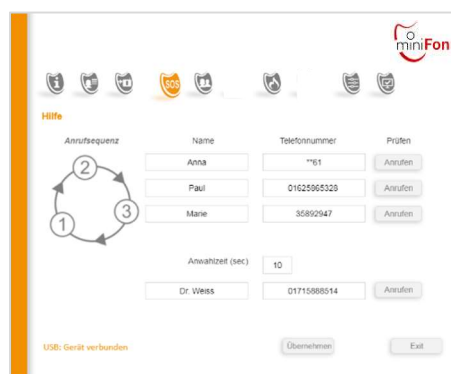 miniFon
SOS
Hilfe
Anrufsequenz Name Telefonnummer Prüfen
Anna **61 Anrufen
Paul 01625865328 Anrufen
Marie 35892947 Anrufen
1 2 3
Anwahlzeit (sec) 10
Dr. Weiss 01715888514 Anrufen
USB: Gerät verbunden Übernehmen Exit